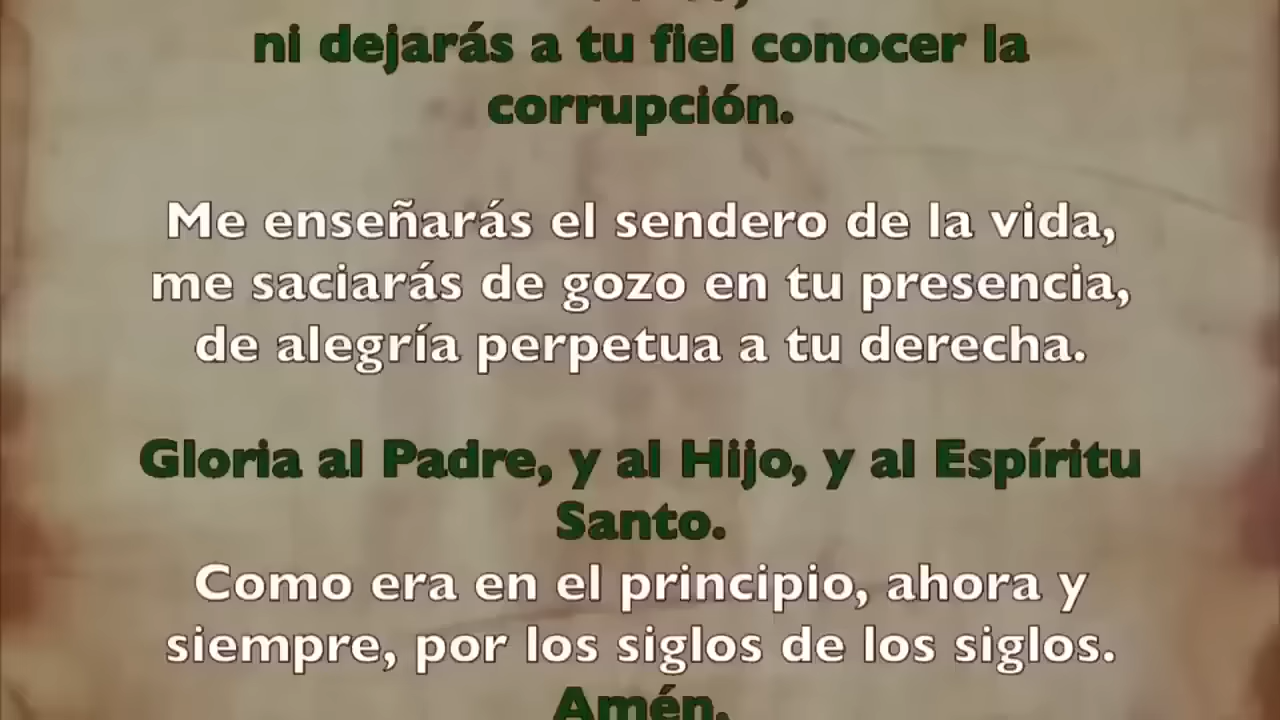 ni dejarás a tu fiel conocer la
corrupción.
Me enseñarás el sendero de la vida,
me saciarás de gozo en tu presencia,
de alegría perpetua a tu derecha.
Gloria al Padre, y al Hijo, y al Espíritu
Santo.
Como era en el principio, ahora y
siempre, por los siglos de los siglos.
Amén.